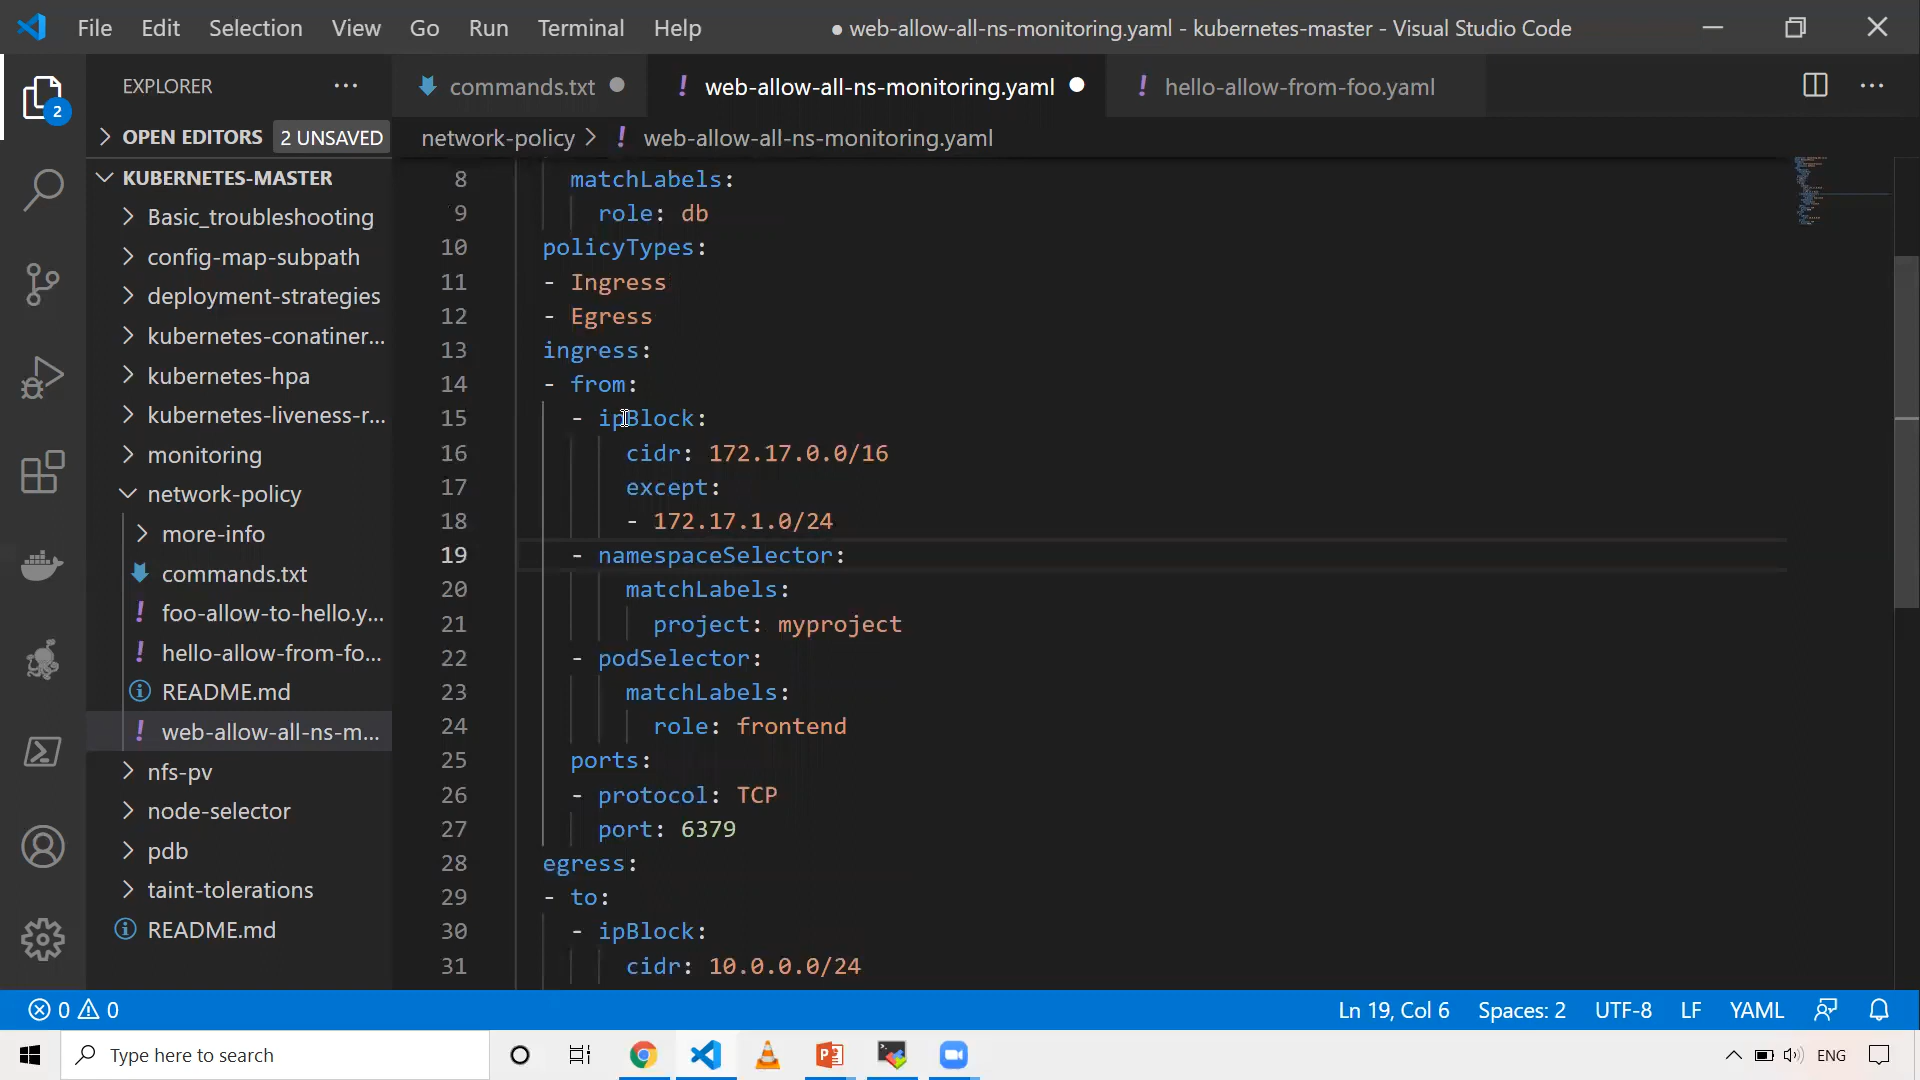 File Edit Selection View Go Run Terminal Help ● web-allow-all-ns-monitoring.yaml - kubernetes-master - Visual Studio Code
EXPLORER ...
commands.txt ! web-allow-all-ns-monitoring.yaml ! hello-allow-from-foo.yaml
2
OPEN EDITORS 2 UNSAVED
network-policy > ! web-allow-all-ns-monitoring.yaml
KUBERNETES-MASTER
Basic_troubleshooting
config-map-subpath
deployment-strategies
kubernetes-conatiner...
kubernetes-hpa
kubernetes-liveness-r...
monitoring
network-policy
more-info
commands.txt
! foo-allow-to-hello.y...
! hello-allow-from-fo...
README.md
! web-allow-all-ns-m...
nfs-pv
node-selector
pdb
taint-tolerations
README.md
8 matchLabels:
9 role: db
10 policyTypes:
11 - Ingress
12 - Egress
13 ingress:
14 - from:
15 - ipBlock:
16 cidr: 172.17.0.0/16
17 except:
18 - 172.17.1.0/24
19 - namespaceSelector:
20 matchLabels:
21 project: myproject
22 - podSelector:
23 matchLabels:
24 role: frontend
25 ports:
26 - protocol: TCP
27 port: 6379
28 egress:
29 - to:
30 - ipBlock:
31 cidr: 10.0.0.0/24
0 0 Ln 19, Col 6 Spaces: 2 UTF-8 LF YAML
Type here to search ENG